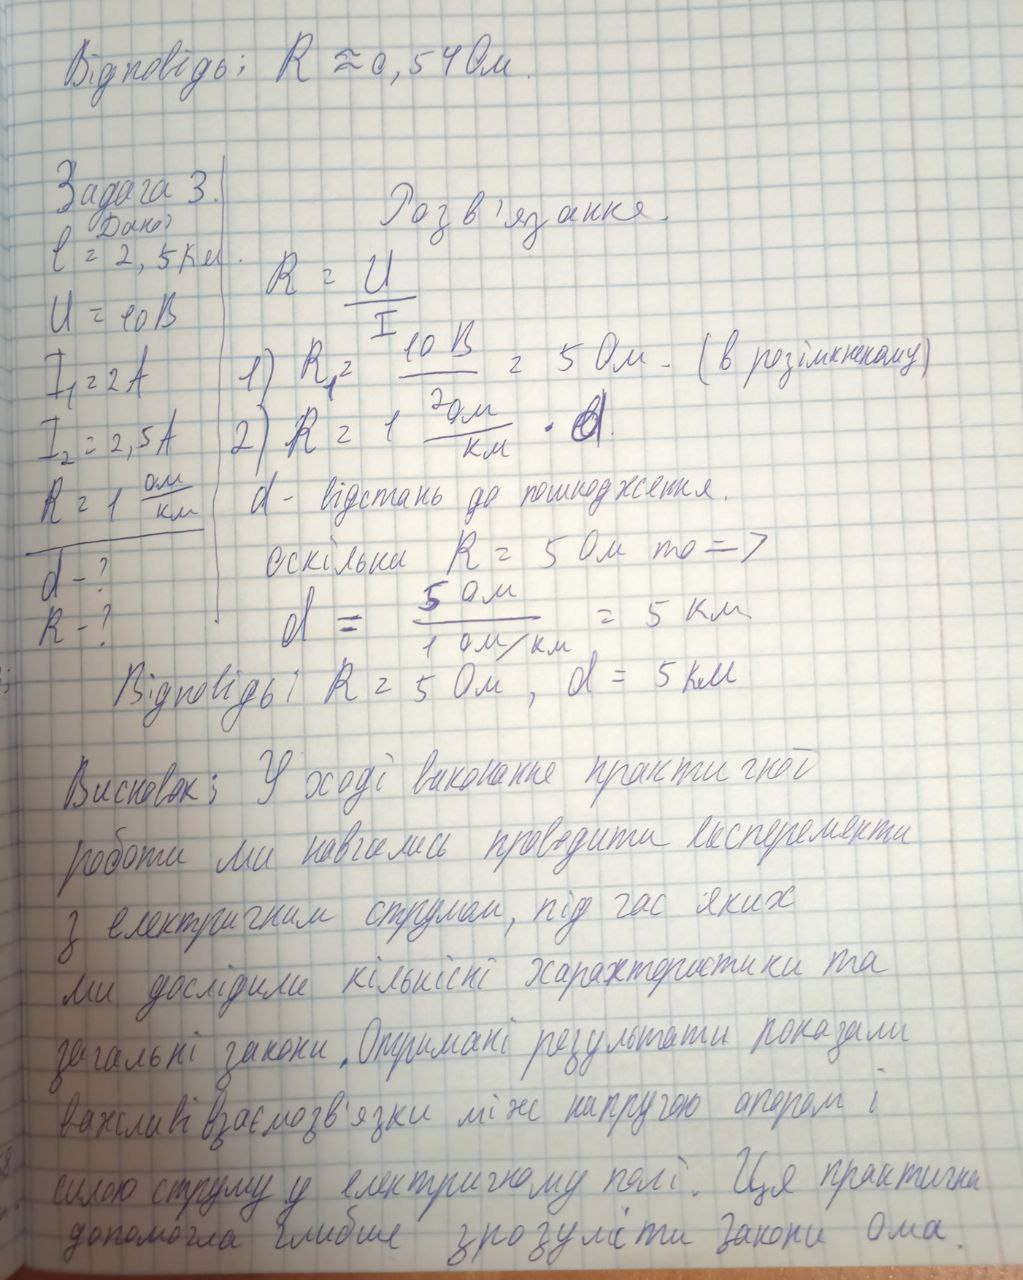 Відповідь: R ≈ 0,54 Ом.
Задача 3.
Дано:
l = 2,5 км.
U = 10 В
I₁ = 2 А
I₂ = 2,5 А
R = 1 ом/км
d - ?
R - ?
Розв'язання.
R = U/I
1) R₁ = 10 В/2 Ом = 5 Ом. (в розімкненому)
2) R = 1 Ом/км · d.
d - відстань до пошкодження.
оскільки R = 5 Ом то =>
d = 5 Ом/1 ом/км = 5 км
Відповідь: R = 5 Ом, d = 5 км
Висновок: У ході виконання практичної
роботи ми навчались проводити експеременти
з електричним струмом, під час яких
ми дослідили кількісні характеристики та
загальні закони. Отримані результати показали
важливі взаємозв'язки між напругою опором і
силою струму у електричному полі. Ця практична
допомогла глибше зрозуміти закони Ома.